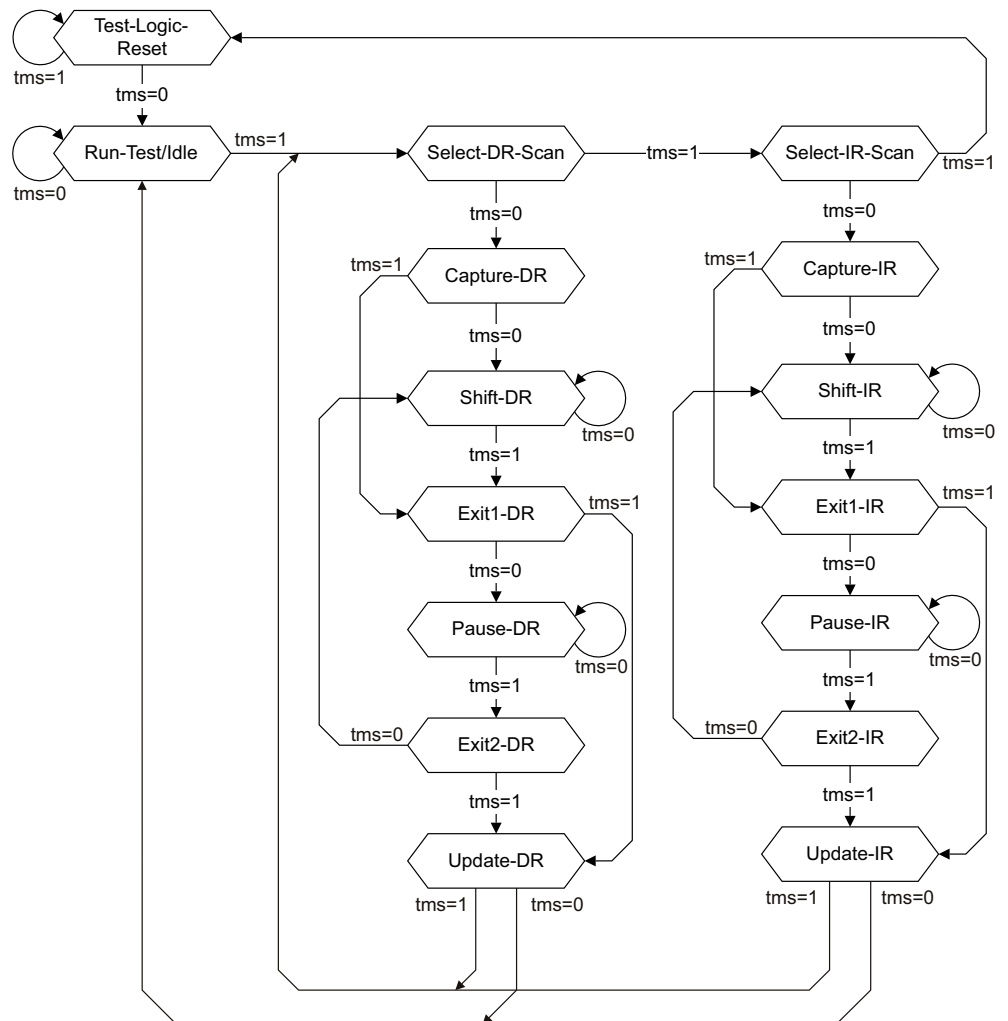 Test-Logic-
Reset
tms=1
tms=0
Run-Test/Idle
tms=1
tms=0
Select-DR-Scan
tms=1
Select-IR-Scan
tms=1
tms=0
tms=0
tms=1
Capture-DR
tms=1
Capture-IR
tms=0
tms=0
Shift-DR
tms=0
Shift-IR
tms=0
tms=1
tms=1
Exit1-DR
tms=1
Exit1-IR
tms=1
tms=0
tms=0
Pause-DR
tms=0
Pause-IR
tms=0
tms=1
tms=1
tms=0
Exit2-DR
tms=0
Exit2-IR
tms=1
tms=1
Update-DR
Update-IR
tms=1
tms=0
tms=1
tms=0